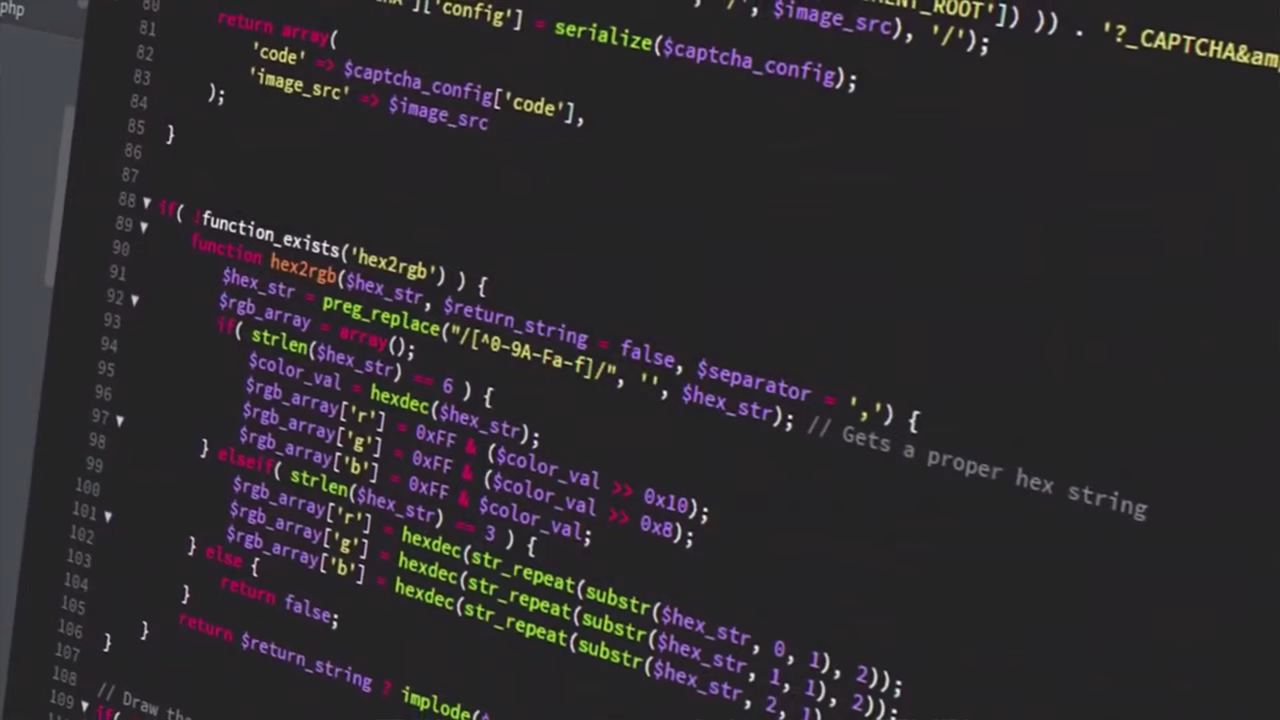 php
80 ']['config'] = serialize($captcha_config);
ENT_ROOT']) )) . '?_CAPTCHA&am
'/', $image_src), '/');
81 return array(
82 'code' => $captcha_config['code'],
83 'image_src' => $image_src
84 );
85 }
86
87
88 if( !function_exists('hex2rgb') ) {
89 function hex2rgb($hex_str, $return_string = false, $separator = ',') {
90 $hex_str = preg_replace("/[^0-9A-Fa-f]/", '', $hex_str); // Gets a proper hex string
91 $rgb_array = array();
92 if( strlen($hex_str) == 6 ) {
93 $color_val = hexdec($hex_str);
94 $rgb_array['r'] = 0xFF & ($color_val >> 0x10);
95 $rgb_array['g'] = 0xFF & ($color_val >> 0x8);
96 $rgb_array['b'] = 0xFF & $color_val;
97 } elseif( strlen($hex_str) == 3 ) {
98 $rgb_array['r'] = hexdec(str_repeat(substr($hex_str, 0, 1), 2));
99 $rgb_array['g'] = hexdec(str_repeat(substr($hex_str, 1, 1), 2));
100 $rgb_array['b'] = hexdec(str_repeat(substr($hex_str, 2, 1), 2));
101 } else {
102 return false;
103 }
104 return $return_string ? implode($
105 }
106 }
107
108 // Draw the
109 if(